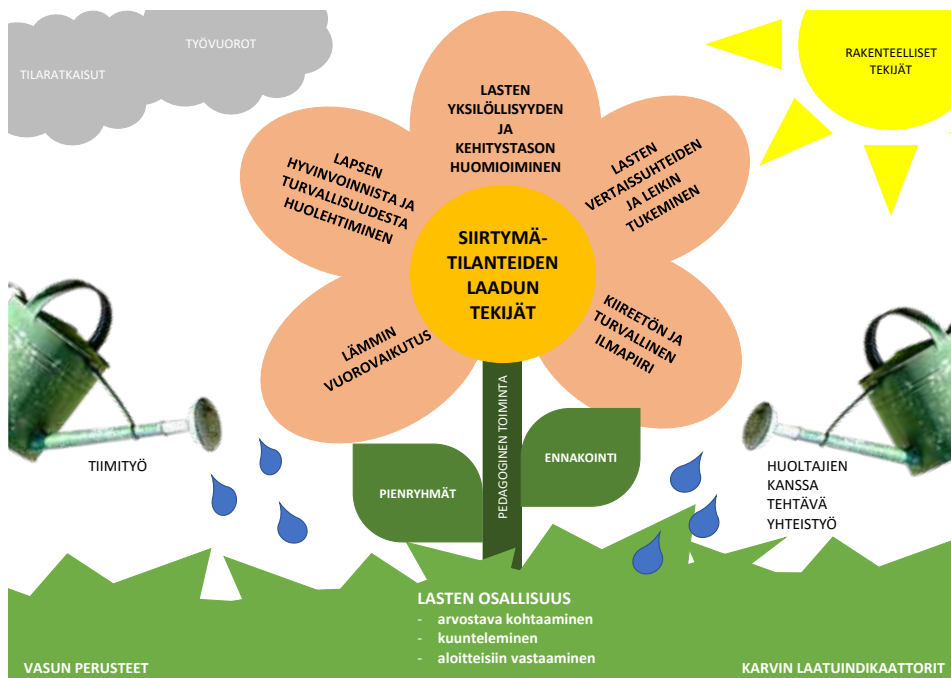 TYÖVUOROT
TILARATKAISUT
RAKENTEELLISET
TEKIJÄT
LASTEN
YKSILÖLLISYYDEN
JA
KEHITYSTASON
HUOMIOIMINEN
LAPSEN
HYVINVOINNISTA JA
TURVALLISUUDESTA
HUOLEHTIMINEN
LASTEN
VERTAISSUHTEIDEN
JA LEIKIN
TUKEMINEN
SIIRTYMÄ-
TILANTEIDEN
LAADUN
TEKIJÄT
LÄMMIN
VUOROVAIKUTUS
KIIREETÖN JA
TURVALLINEN
ILMAPIIRI
PEDAGOGINEN TOIMINTA
TIIMITYÖ
PIENRYHMÄT
ENNAKOINTI
HUOLTAJIEN
KANSSA
TEHTÄVÄ
YHTEISTYÖ
LASTEN OSALLISUUS
- arvostava kohtaaminen
- kuunteleminen
- aloitteisiin vastaaminen
VASUN PERUSTEET
KARVIN LAATUINDIKAATTORIT